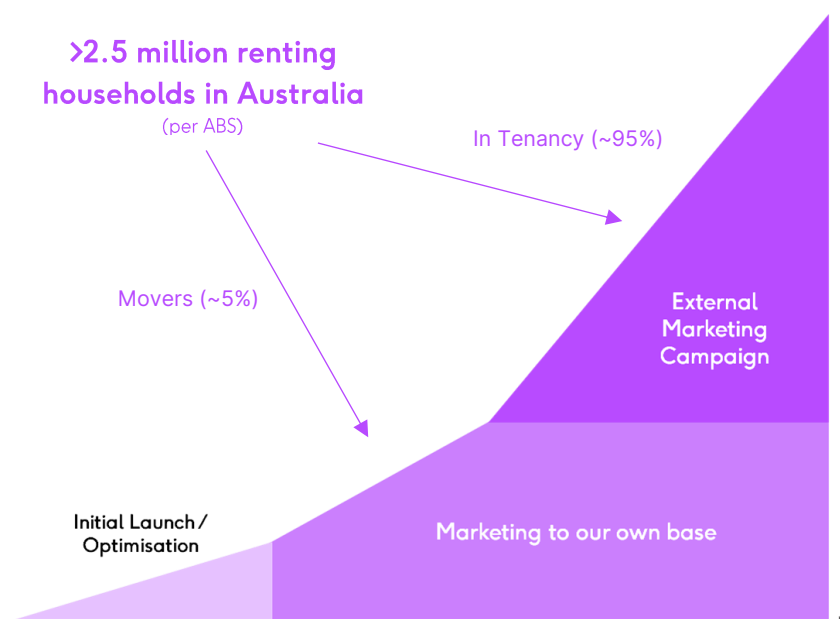 >2.5 million renting
households in Australia
(per ABS)
In Tenancy (~95%)
Movers (~5%)
External
Marketing
Campaign
Initial Launch/
Optimisation
Marketing to our own base